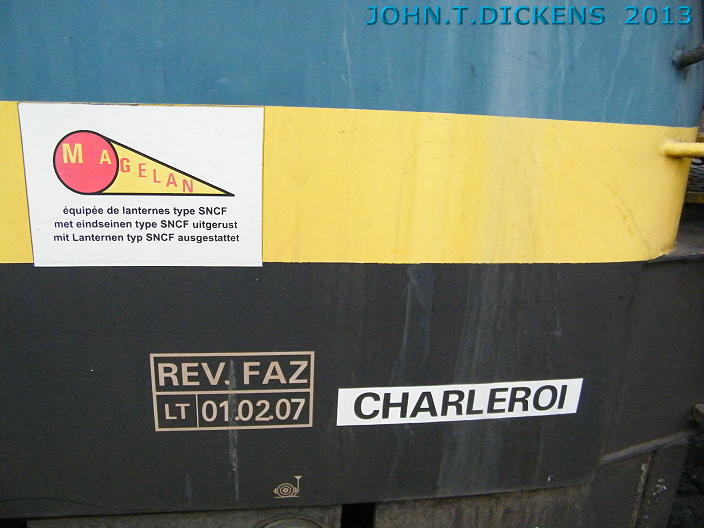 JOHN.T.DICKENS 2013
MAGELAN
équipée de lanternes type SNCF
met eindseinen type SNCF uitgerust
mit Lanternen typ SNCF ausgestattet
REV. FAZ
LT 01.02.07
CHARLEROI